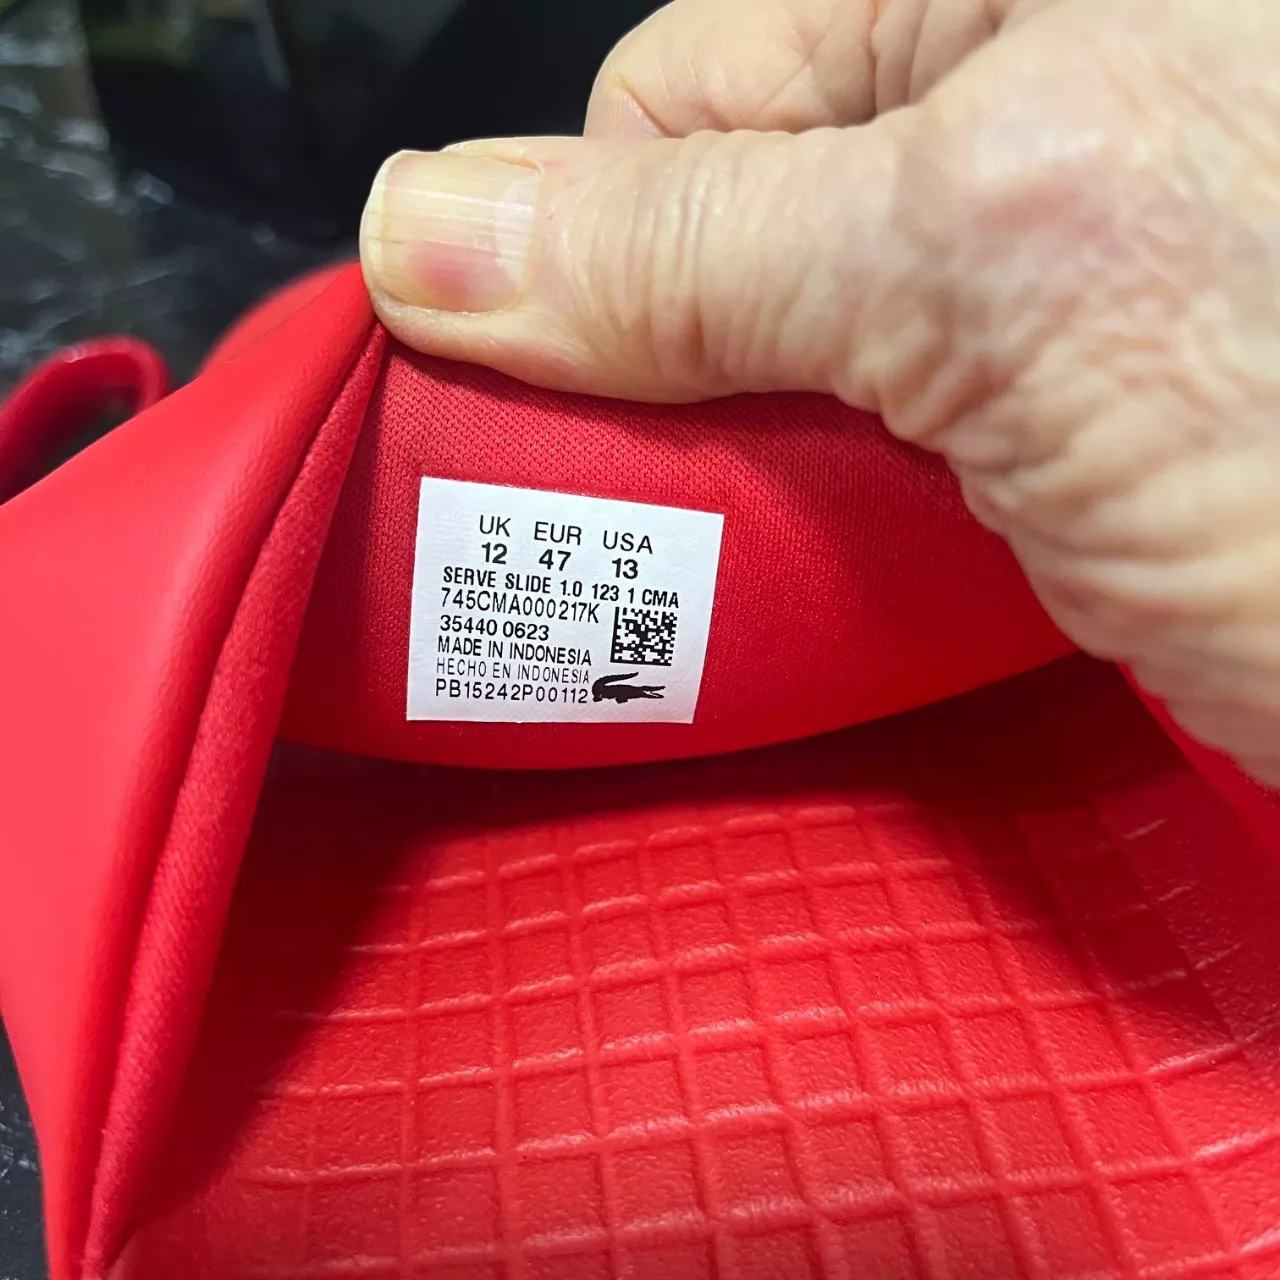 UK EUR USA
12 47 13
SERVE SLIDE 1.0 123 1 CMA
745CMA000217K
35440 0623
MADE IN INDONESIA
HECHO EN INDONESIA
PB15242P00112